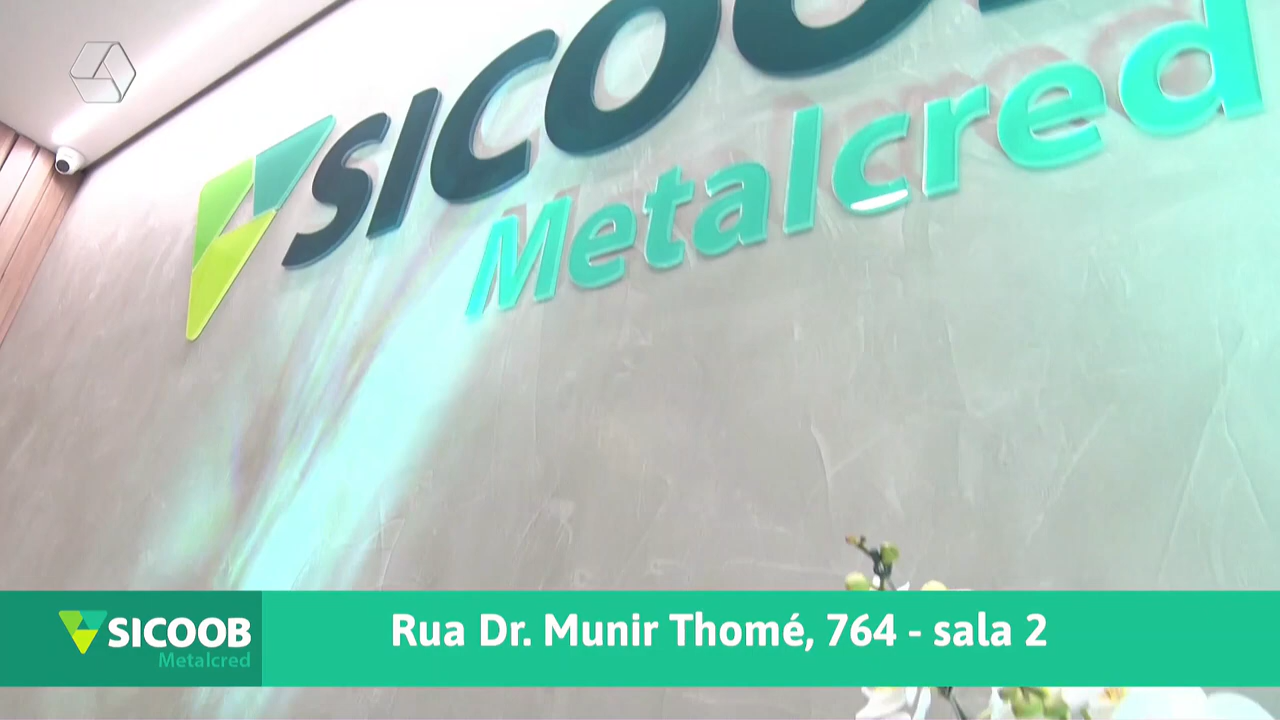 SICOOB
Metalcred
SICOOB
Metalcred
Rua Dr. Munir Thomé, 764 - sala 2